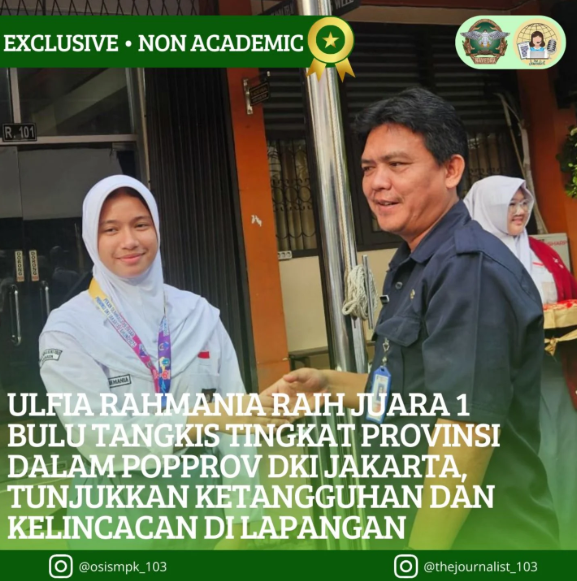 EXCLUSIVE • NON ACADEMIC
R. 101
ULFIA RAHMANIA RAIH JUARA 1
BULU TANGKIS TINGKAT PROVINSI
DALAM POPPROV DKI JAKARTA,
TUNJUKKAN KETANGGUHAN DAN
KELINCACAN DI LAPANGAN
@osismpk_103
@thejournalist_103